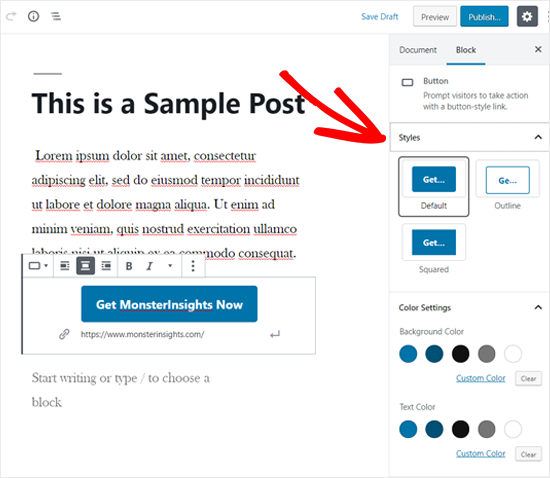 Save Draft
Preview
Publish...
This is a Sample Post
Lorem ipsum dolor sit amet, consectetur
adipiscing elit, sed do eiusmod tempor incididunt
ut labore et dolore magna aliqua. Ut enim ad
minim veniam, quis nostrud exercitation ullamco
laboris nisi ut aliquip ex ea commodo consequat.
B I
Get MonsterInsights Now
https://www.monsterinsights.com/
Start writing or type / to choose a
block
Document
Block
Button
Prompt visitors to take action
with a button-style link.
Styles
Get...
Ge...
Default
Outline
Get...
Squared
Color Settings
Background Color
Custom Color
Clear
Text Color
Custom Color
Clear